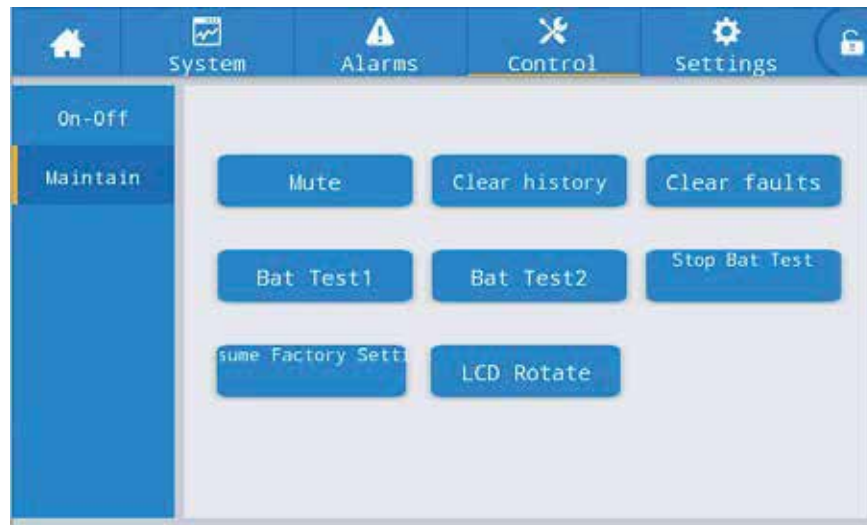 System
Alarms
Control
Settings
On-Off
Maintain
Mute
Clear history
Clear faults
Bat Test1
Bat Test2
Stop Bat Test
sume Factory Setti
LCD Rotate